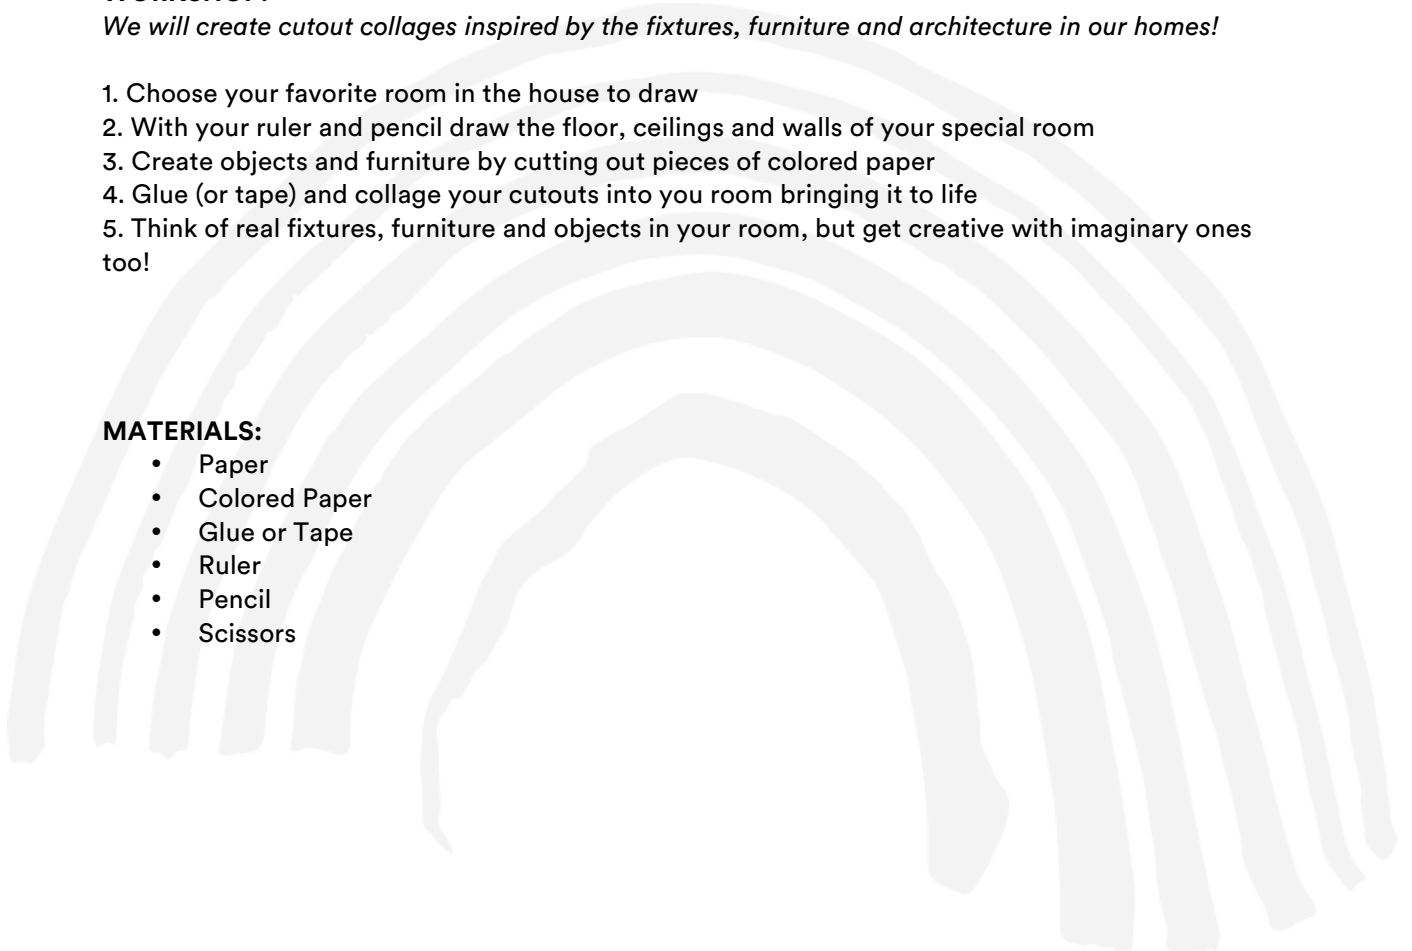 We will create cutout collages inspired by the fixtures, furniture and architecture in our homes!
1. Choose your favorite room in the house to draw
2. With your ruler and pencil draw the floor, ceilings and walls of your special room
3. Create objects and furniture by cutting out pieces of colored paper
4. Glue (or tape) and collage your cutouts into you room bringing it to life
5. Think of real fixtures, furniture and objects in your room, but get creative with imaginary ones
too!
MATERIALS:
• Paper
• Colored Paper
• Glue or Tape
• Ruler
• Pencil
• Scissors